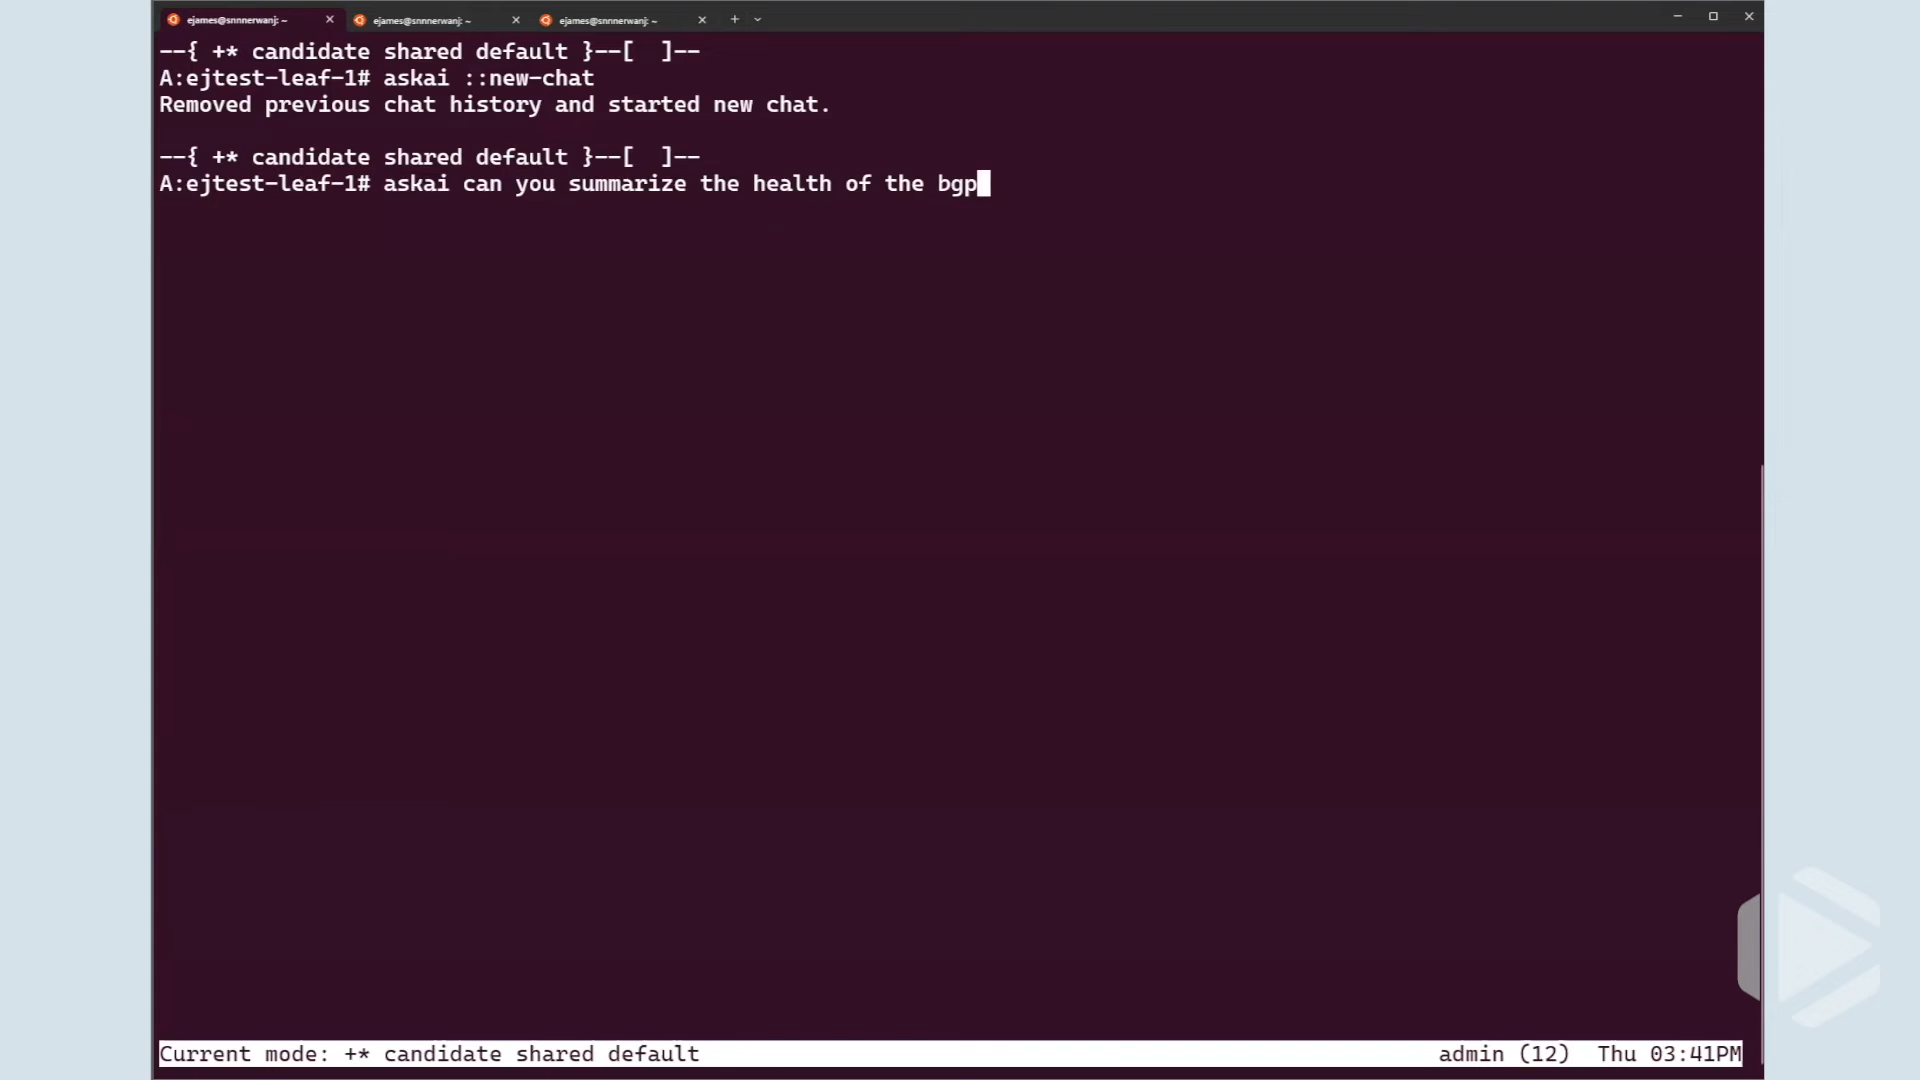 ejames@snnnerwanj: ~
ejames@snnnerwanj: ~
ejames@snnnerwanj: ~
--{ +* candidate shared default }--[  ]--
A:ejtest-leaf-1# askai ::new-chat
Removed previous chat history and started new chat.
--{ +* candidate shared default }--[  ]--
A:ejtest-leaf-1# askai can you summarize the health of the bgp
Current mode: +* candidate shared default
admin (12)  Thu 03:41PM